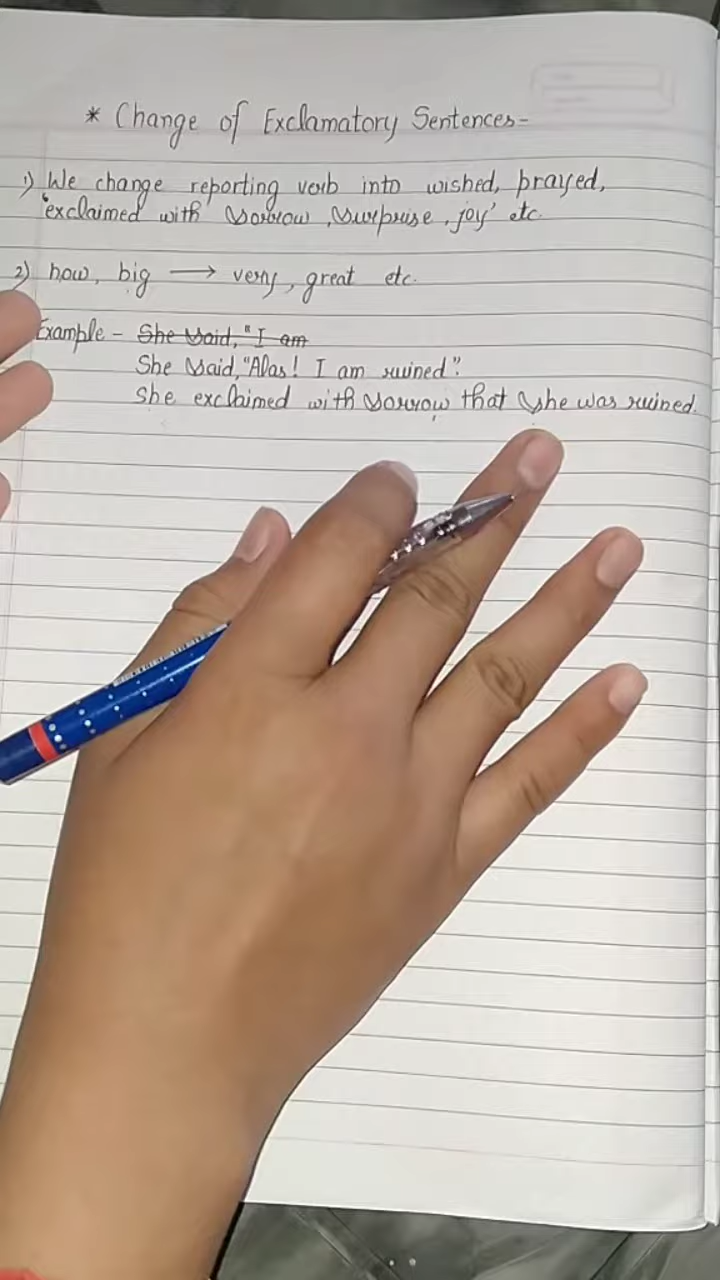 * Change of Exclamatory Sentences-
1) We change reporting verb into wished, prayed,
'exclaimed with sorrow, surprise, joy' etc.
2) how, big → very, great etc.
Example - She said, "I am
She said, "Alas! I am ruined".
She exclaimed with sorrow that she was ruined.